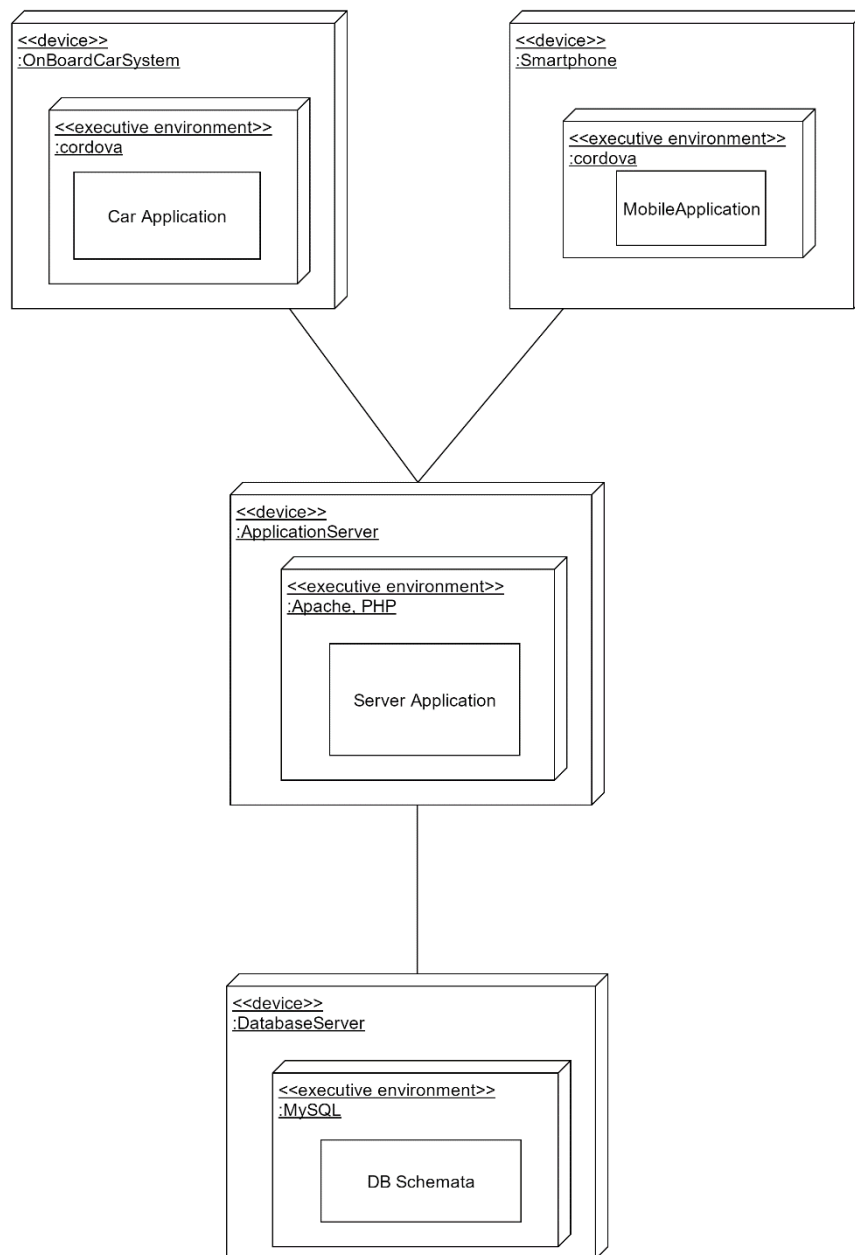 <<device>>
:OnBoardCarSystem
<<executive environment>>
:cordova
Car Application
<<device>>
:Smartphone
<<executive environment>>
:cordova
MobileApplication
<<device>>
:ApplicationServer
<<executive environment>>
:Apache, PHP
Server Application
<<device>>
:DatabaseServer
<<executive environment>>
:MySQL
DB Schemata